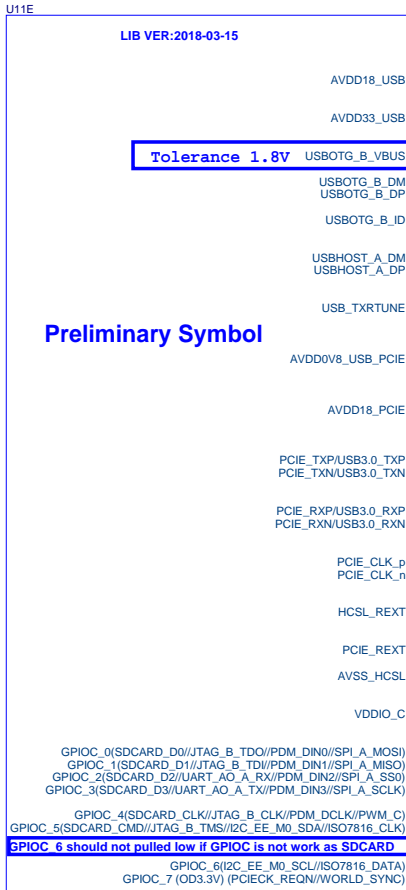 U11E
LIB VER:2018-03-15
AVDD18_USB
AVDD33_USB
Tolerance 1.8V USBOTG_B_VBUS
USBOTG_B_DM
USBOTG_B_DP
USBOTG_B_ID
USBHOST_A_DM
USBHOST_A_DP
USB_TXRTUNE
Preliminary Symbol
AVDD0V8_USB_PCIE
AVDD18_PCIE
PCIE_TXP/USB3.0_TXP
PCIE_TXN/USB3.0_TXN
PCIE_RXP/USB3.0_RXP
PCIE_RXN/USB3.0_RXN
PCIE_CLK_p
PCIE_CLK_n
HCSL_REXT
PCIE_REXT
AVSS_HCSL
VDDIO_C
GPIOC_0(SDCARD_D0//JTAG_B_TDO//PDM_DIN0//SPI_A_MOSI)
GPIOC_1(SDCARD_D1//JTAG_B_TDI//PDM_DIN1//SPI_A_MISO)
GPIOC_2(SDCARD_D2//UART_AO_A_RX//PDM_DIN2//SPI_A_SS0)
GPIOC_3(SDCARD_D3//UART_AO_A_TX//PDM_DIN3//SPI_A_SCLK)
GPIOC_4(SDCARD_CLK//JTAG_B_CLK//PDM_DCLK//PWM_C)
GPIOC_5(SDCARD_CMD//JTAG_B_TMS//I2C_EE_M0_SDA//ISO7816_CLK)
GPIOC_6 should not pulled low if GPIOC is not work as SDCARD
GPIOC_6(I2C_EE_M0_SCL//ISO7816_DATA)
GPIOC_7 (OD3.3V) (PCIECK_REQN//WORLD_SYNC)